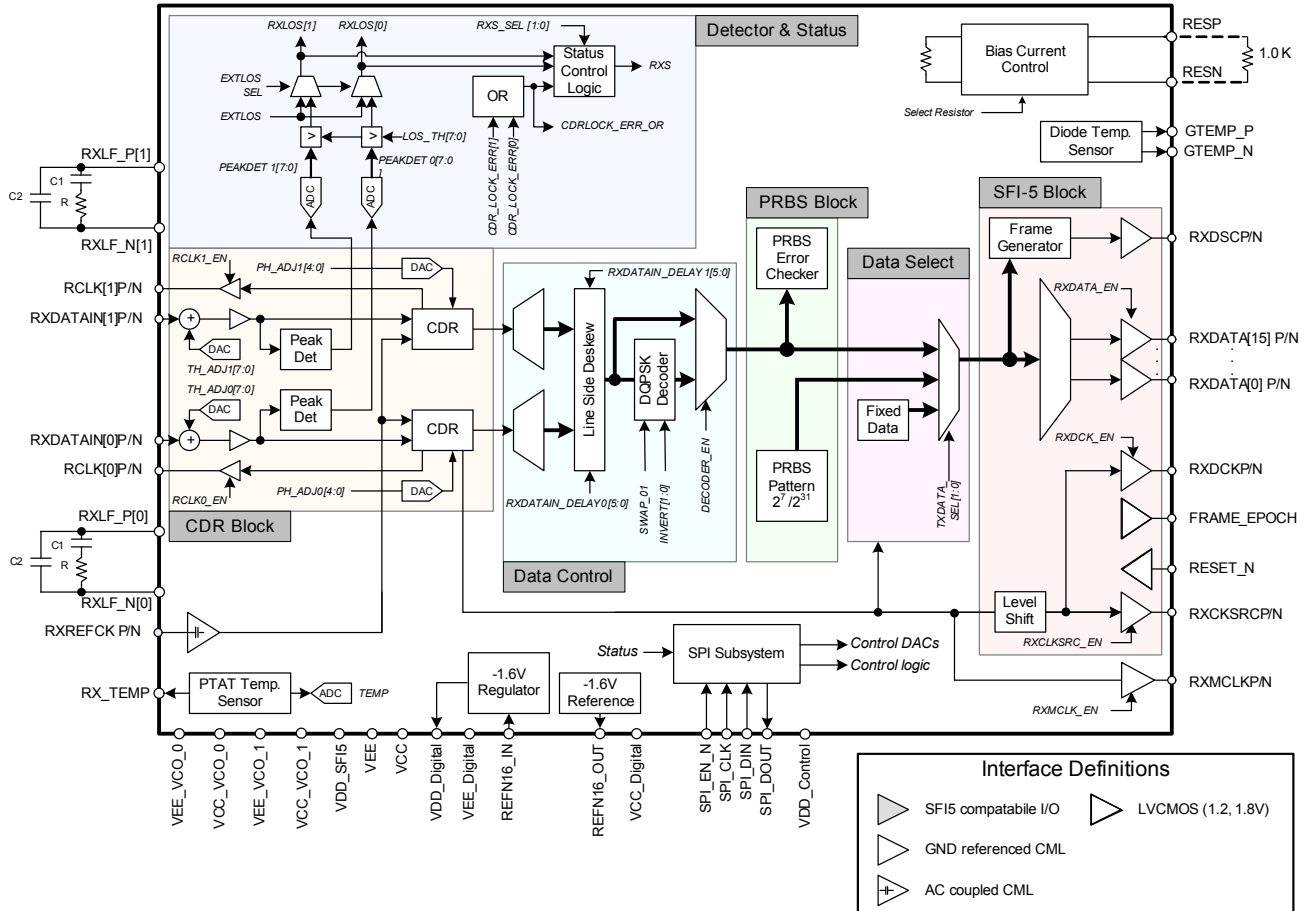 RXLOS[1]
RXLOS[0]
RXS_SEL [1:0]
Detector & Status
EXTLOS
SEL
EXTLOS
Status
Control
Logic
RXS
OR
CDRLOCK_ERR_OR
>
>
LOS_TH[7:0]
PEAKDET 1[7:0]
PEAKDET 0[7:0
]
CDR_LOCK_ERR[1]
CDR_LOCK_ERR[0]
ADC
ADC
Bias Current
Control
Select Resistor
RESP
RESN
1.0 K
Diode Temp.
Sensor
GTEMP_P
GTEMP_N
RXLF_P[1]
C1
C2
R
RXLF_N[1]
RCLK1_EN
PH_ADJ1[4:0]
DAC
RCLK[1]P/N
RXDATAIN[1]P/N
+
DAC
TH_ADJ1[7:0]
Peak
Det
CDR
TH_ADJ0[7:0]
DAC
Peak
Det
RXDATAIN[0]P/N
+
CDR
RCLK[0]P/N
RCLK0_EN
PH_ADJ0[4:0]
DAC
CDR Block
RXDATAIN_DELAY 1[5:0]
Line Side Deskew
DQPSK
Decoder
RXDATAIN_DELAY 0[5:0]
SWAP_01
INVERT[1:0]
DECODER_EN
Data Control
PRBS Block
PRBS
Error
Checker
PRBS
Pattern
2^7 /2^31
Data Select
Fixed
Data
TXDATA_
SEL[1:0]
SFI-5 Block
Frame
Generator
RXDSCP/N
RXDATA_EN
RXDATA[15] P/N
RXDATA[0] P/N
RXDCK_EN
RXDCKP/N
FRAME_EPOCH
RESET_N
Level
Shift
RXCKSRCP/N
RXCLKSRC_EN
RXMCLKP/N
RXMCLK_EN
RXLF_P[0]
C1
C2
R
RXLF_N[0]
RXREFCK P/N
RX_TEMP
PTAT Temp.
Sensor
ADC
TEMP
-1.6V
Regulator
-1.6V
Reference
Status
SPI Subsystem
Control DACs
Control logic
VEE_VCO_0
VCC_VCO_0
VEE_VCO_1
VCC_VCO_1
VDD_SFI5
VEE
VCC
VDD_Digital
VEE_Digital
REFN16_IN
REFN16_OUT
VCC_Digital
SPI_EN_N
SPI_CLK
SPI_DIN
SPI_DOUT
VDD_Control
Interface Definitions
SFI5 compatabile I/O
LVCMOS (1.2, 1.8V)
GND referenced CML
AC coupled CML